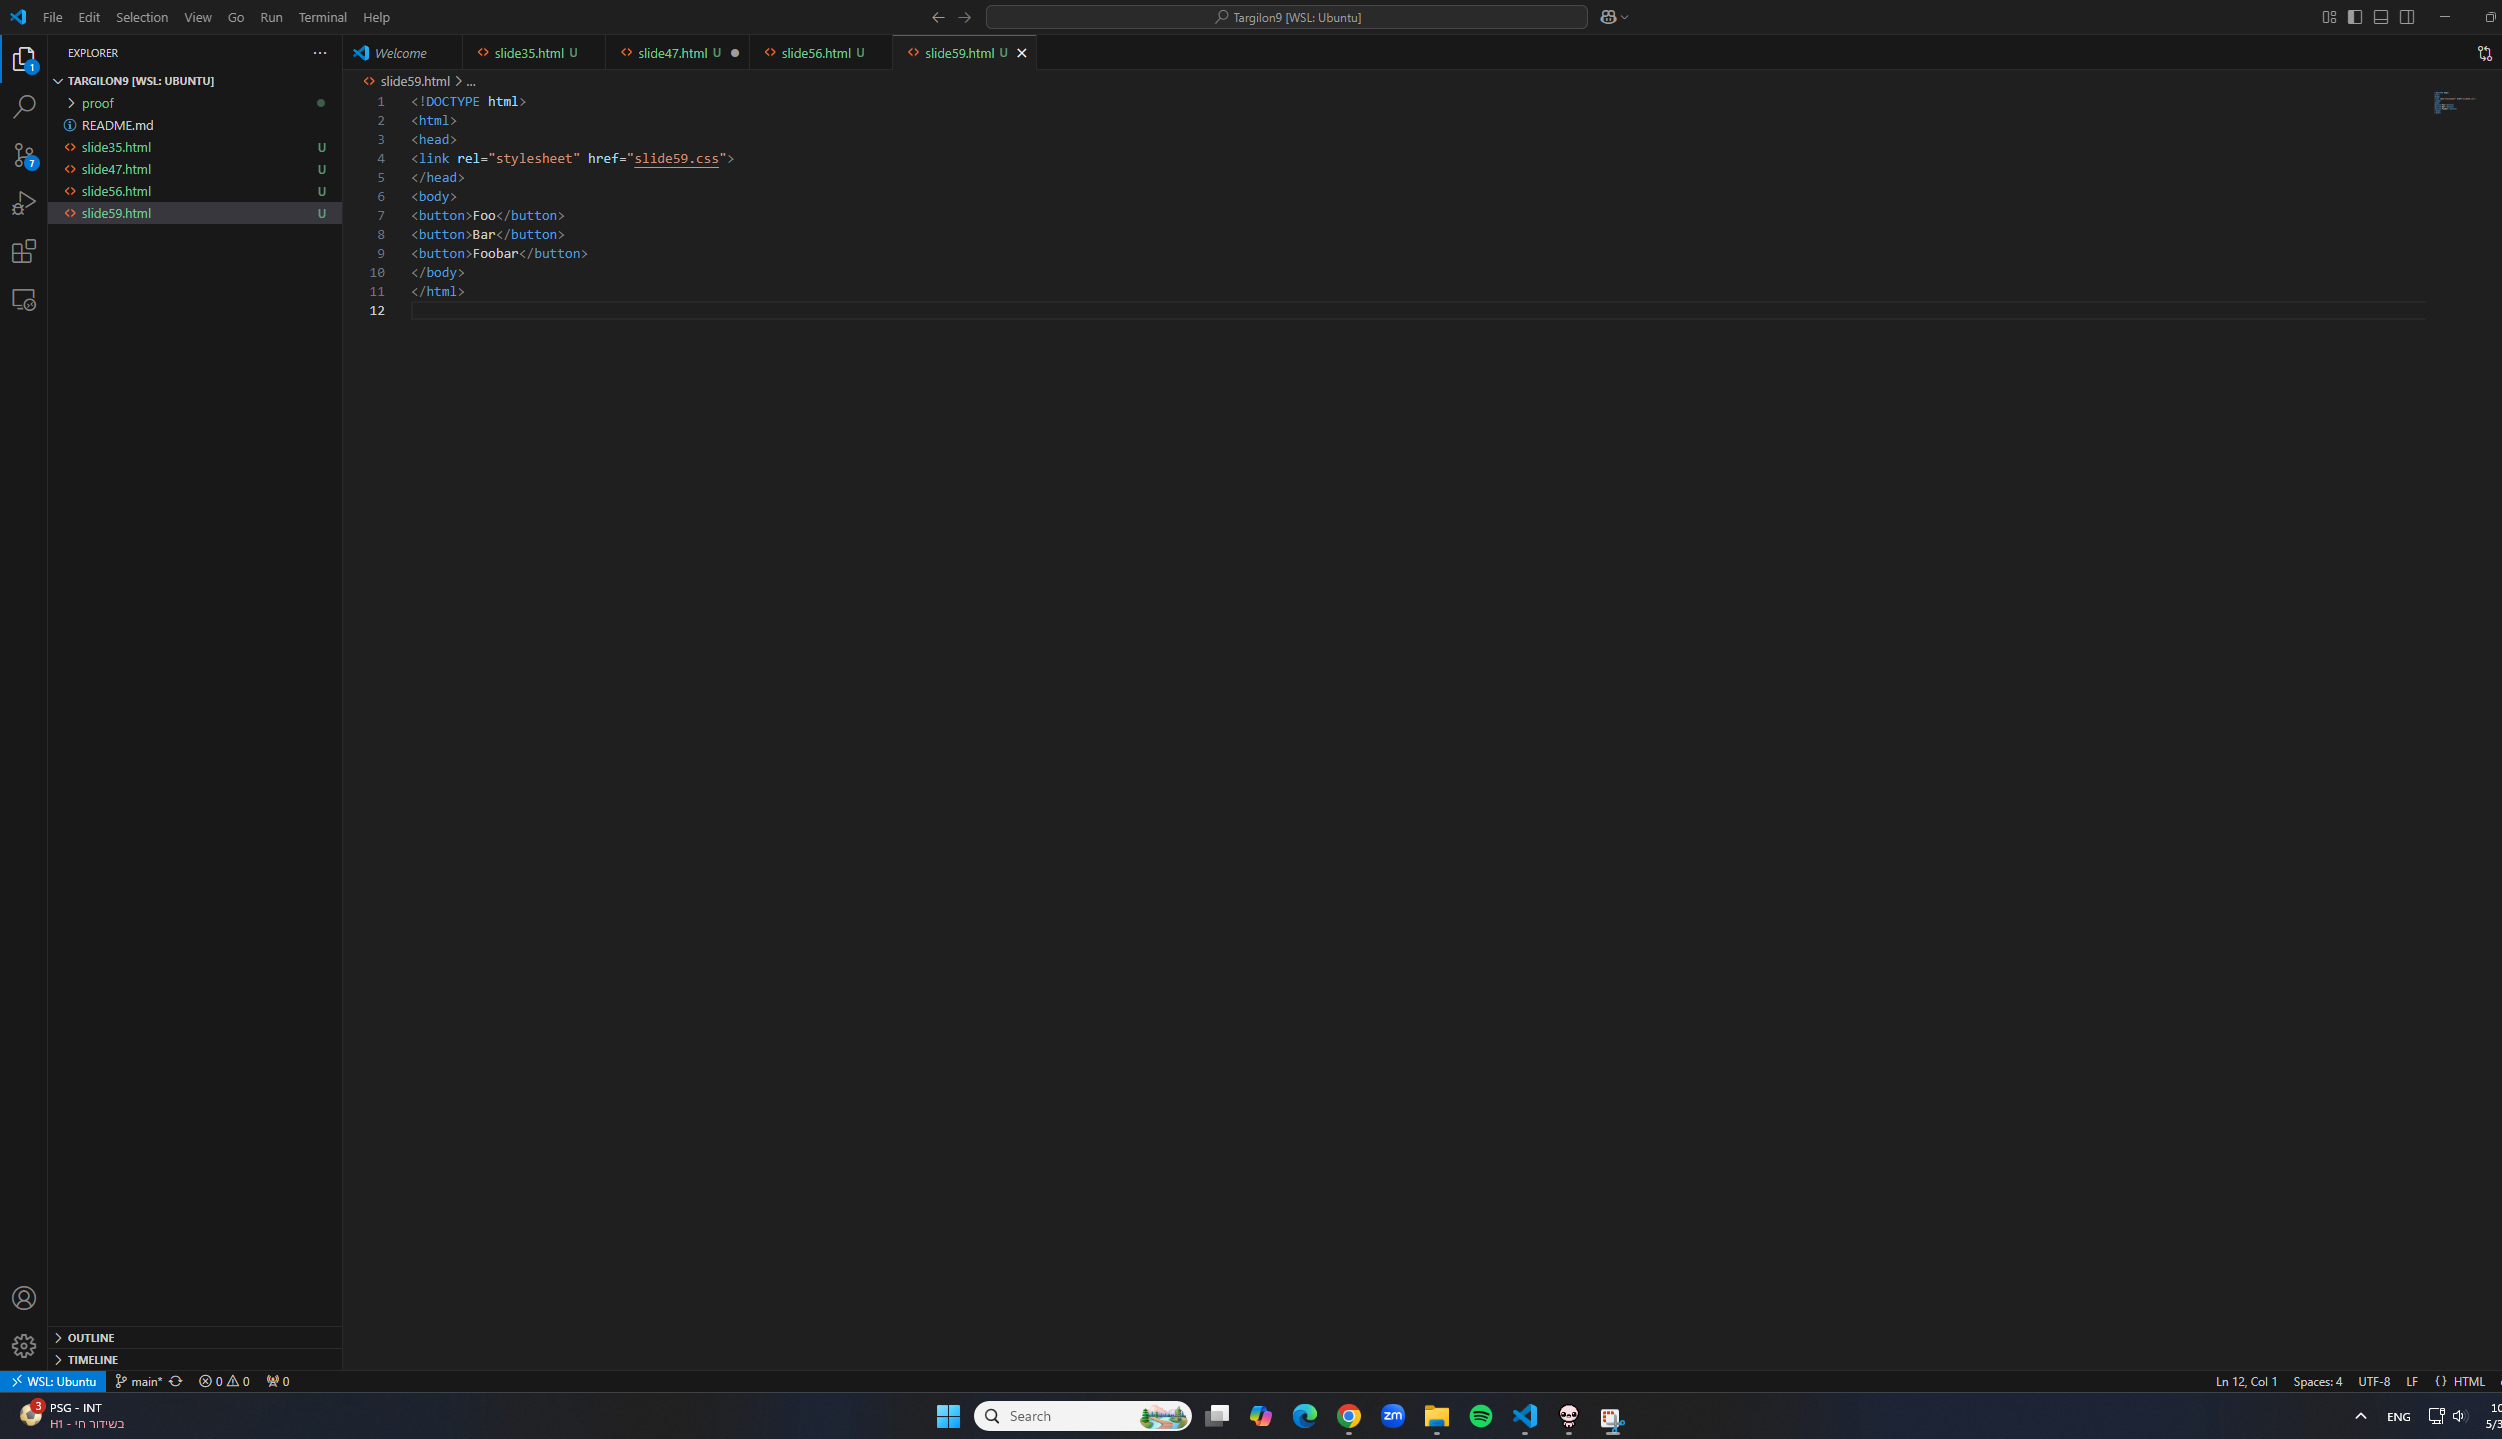 File Edit Selection View Go Run Terminal Help
Targilon9 [WSL: Ubuntu]
EXPLORER
Welcome
slide35.html U
slide47.html U
slide56.html U
slide59.html U
1
TARGILON9 [WSL: UBUNTU]
proof
README.md
slide35.html U
slide47.html U
slide56.html U
slide59.html U
7
slide59.html > ...
1 <!DOCTYPE html>
2 <html>
3 <head>
4 <link rel="stylesheet" href="slide59.css">
5 </head>
6 <body>
7 <button>Foo</button>
8 <button>Bar</button>
9 <button>Foobar</button>
10 </body>
11 </html>
12
OUTLINE
TIMELINE
WSL: Ubuntu main* 0 0 0
Ln 12, Col 1 Spaces: 4 UTF-8 LF {} HTML
3
PSG - INT
H1 - בשידור חי
Search
zm
ENG
10
5/3